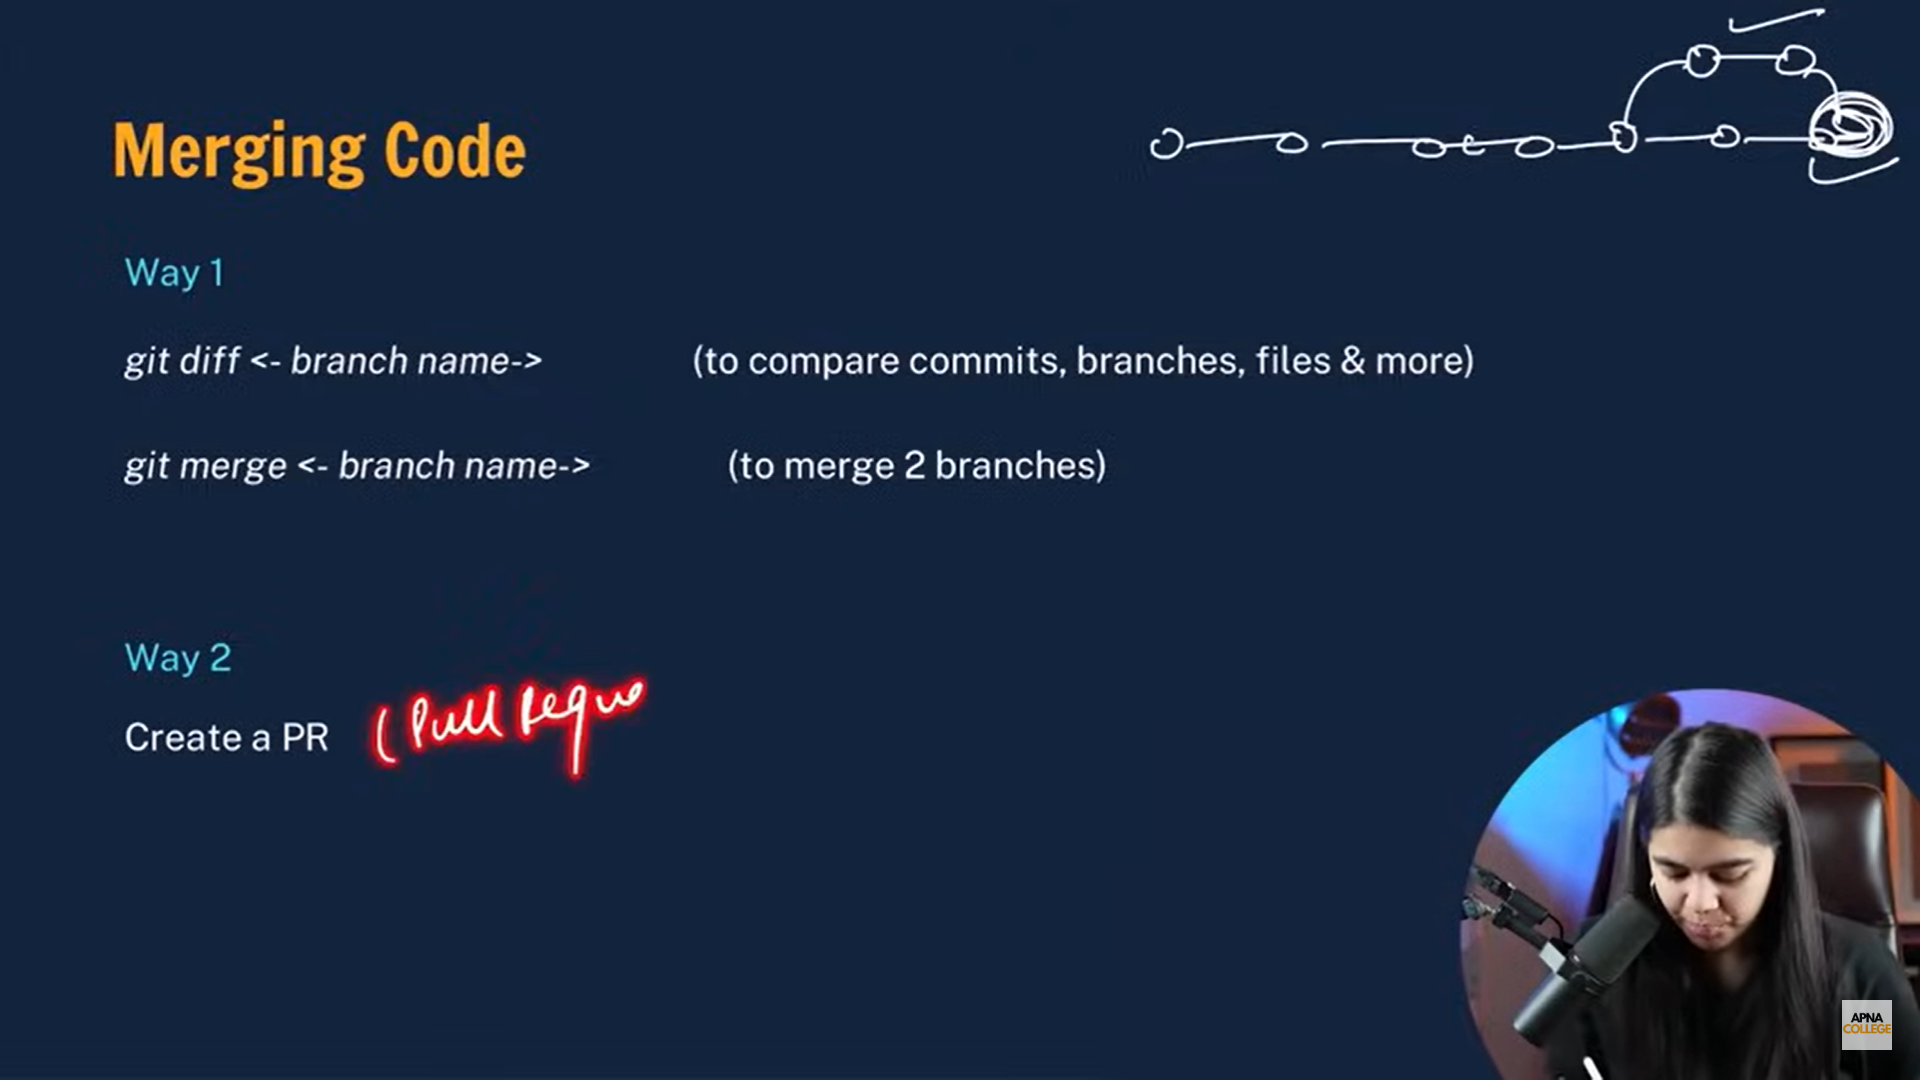 Merging Code
Way 1
git diff <- branch name-> (to compare commits, branches, files & more)
git merge <- branch name-> (to merge 2 branches)
Way 2
Create a PR (Pull Reque
APNA
COLLEGE